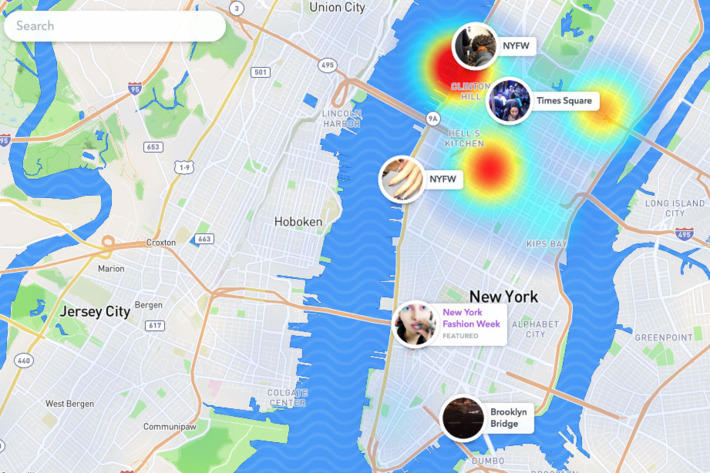 Search
Union City
3
NYFW
495
95
501
CLINTON
HILL
Times Square
LINCOLN
HARBOR
9A
HELL'S
KITCHEN
95
653
1-9
NYFW
LONG ISLAND
CITY
Hoboken
495
Croxton
663
KIPS BAY
Marion
New York
Bergen
Jersey City
New York
Fashion Week
FEATURED
617
ALPHABET
CITY
GREENPOINT
440
COLGATE
CENTER
West Bergen
Brooklyn
Bridge
Communipaw
DUMBO